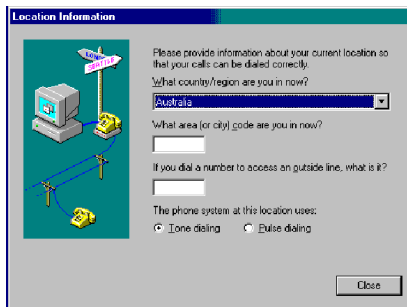 Location Information
Please provide information about your current location so
that your calls can be dialed correctly.
What country/region are you in now?
Australia
What area (or city) code are you in now?
If you dial a number to access an outside line, what is it?
The phone system at this location uses:
Tone dialing Pulse dialing
Close